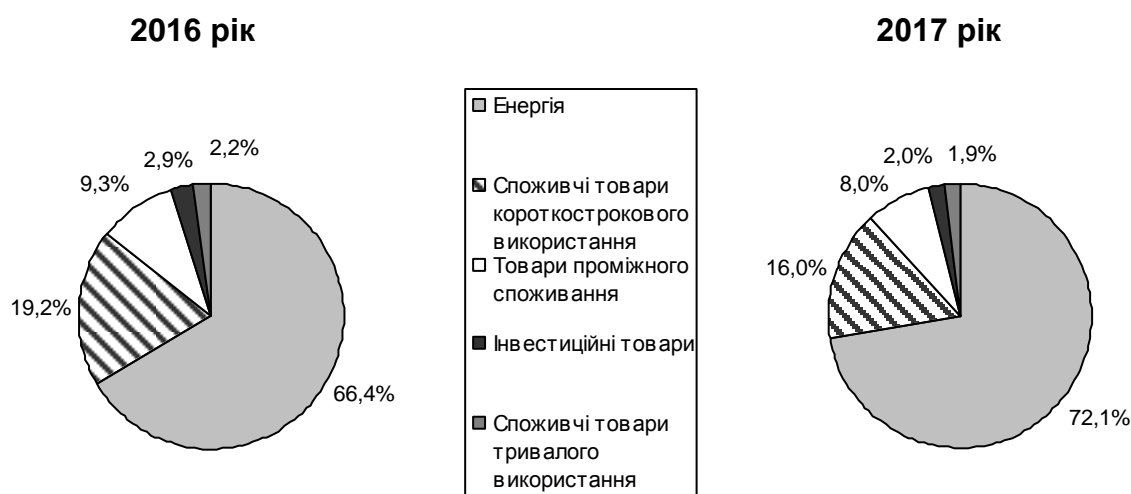 2016 рік
2017 рік
2,2%
2,9%
9,3%
19,2%
66,4%
Енергія
Споживчі товари
короткострокового
використання
Товари проміжного
споживання
Інвестиційні товари
Споживчі товари
тривалого
використання
1,9%
2,0%
8,0%
16,0%
72,1%